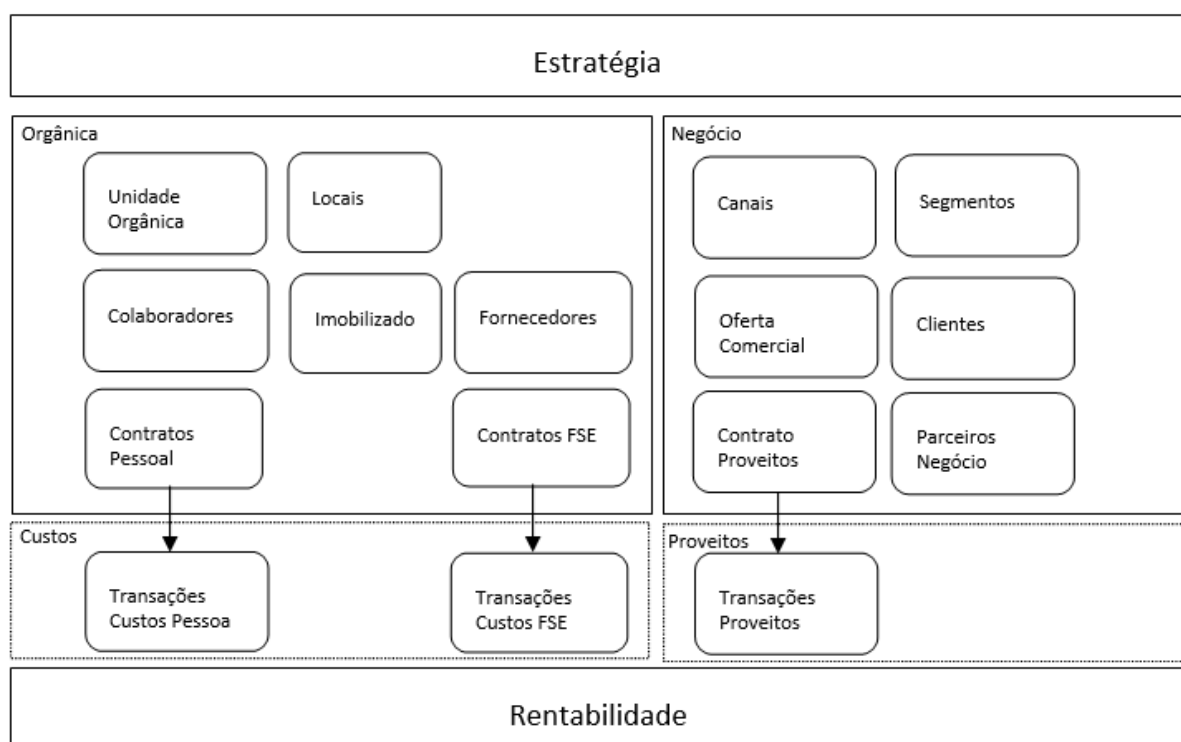 Estratégia
Orgânica
Unidade
Orgânica
Locais
Colaboradores
Imobilizado
Fornecedores
Contratos
Pessoal
Contratos FSE
Negócio
Canais
Segmentos
Oferta
Comercial
Clientes
Contrato
Proveitos
Parceiros
Negócio
Custos
Transações
Custos Pessoa
Transações
Custos FSE
Proveitos
Transações
Proveitos
Rentabilidade